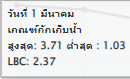 วันที่ 1 มีนาคม
เกณฑ์กักเก็บน้ำ
สูงสุด: 3.71 ต่ำสุด : 1.03
LBC: 2.37